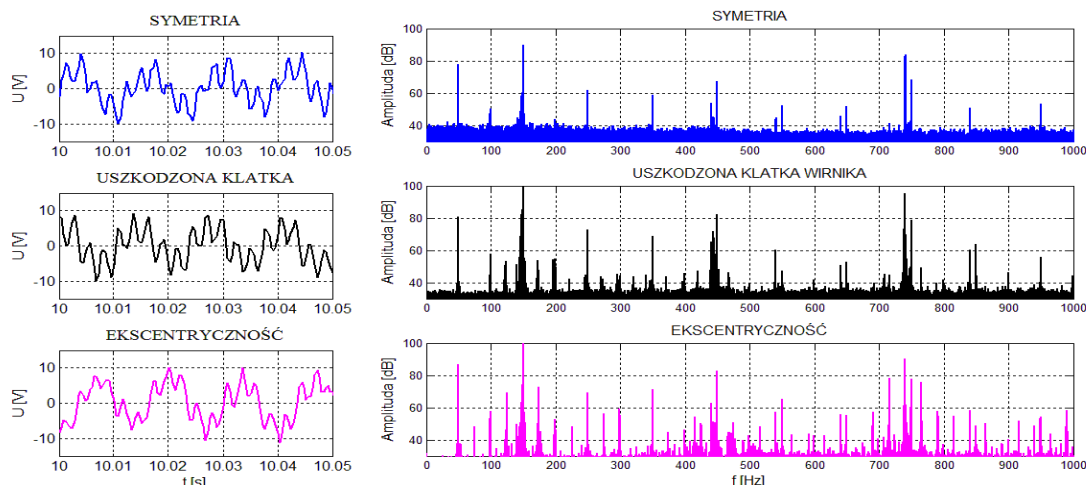 SYMETRIA
U [V]
10
0
-10
10 10.01 10.02 10.03 10.04 10.05
SYMETRIA
Amplituda [dB]
100
80
60
40
0 100 200 300 400 500 600 700 800 900 1000
USZKODZONA KLATKA
U [V]
10
0
-10
10 10.01 10.02 10.03 10.04 10.05
USZKODZONA KLATKA WIRNIKA
Amplituda [dB]
100
80
60
40
0 100 200 300 400 500 600 700 800 900 1000
EKSCENTRYCZNOŚĆ
U [V]
10
0
-10
10 10.01 10.02 10.03 10.04 10.05
t [s]
EKSCENTRYCZNOŚĆ
Amplituda [dB]
100
80
60
40
0 100 200 300 400 500 600 700 800 900 1000
f [Hz]